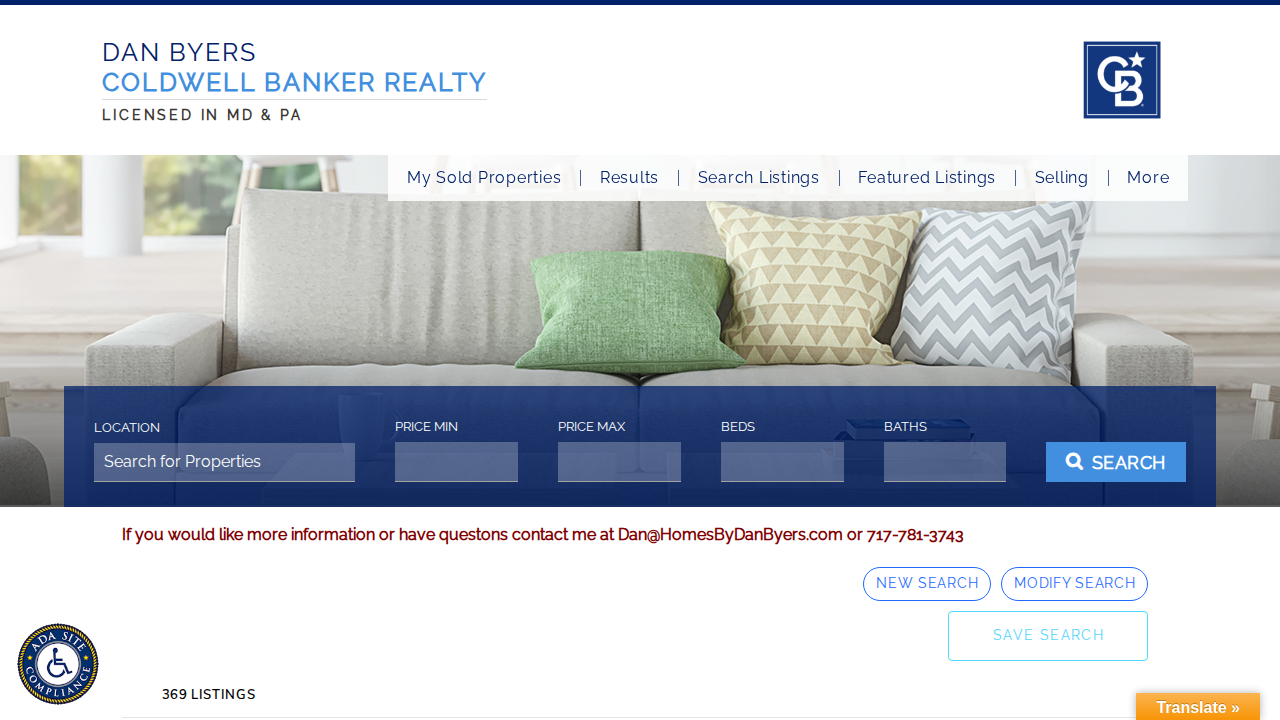 DAN BYERS
COLDWELL BANKER REALTY
LICENSED IN MD & PA
CB
My Sold Properties
Results
Search Listings
Featured Listings
Selling
More
LOCATION
PRICE MIN
PRICE MAX
BEDS
BATHS
Search for Properties
SEARCH
If you would like more information or have questons contact me at Dan@HomesByDanByers.com or 717-781-3743
NEW SEARCH
MODIFY SEARCH
SAVE SEARCH
ADA SITE
COMPLIANCE
369 LISTINGS
Translate »